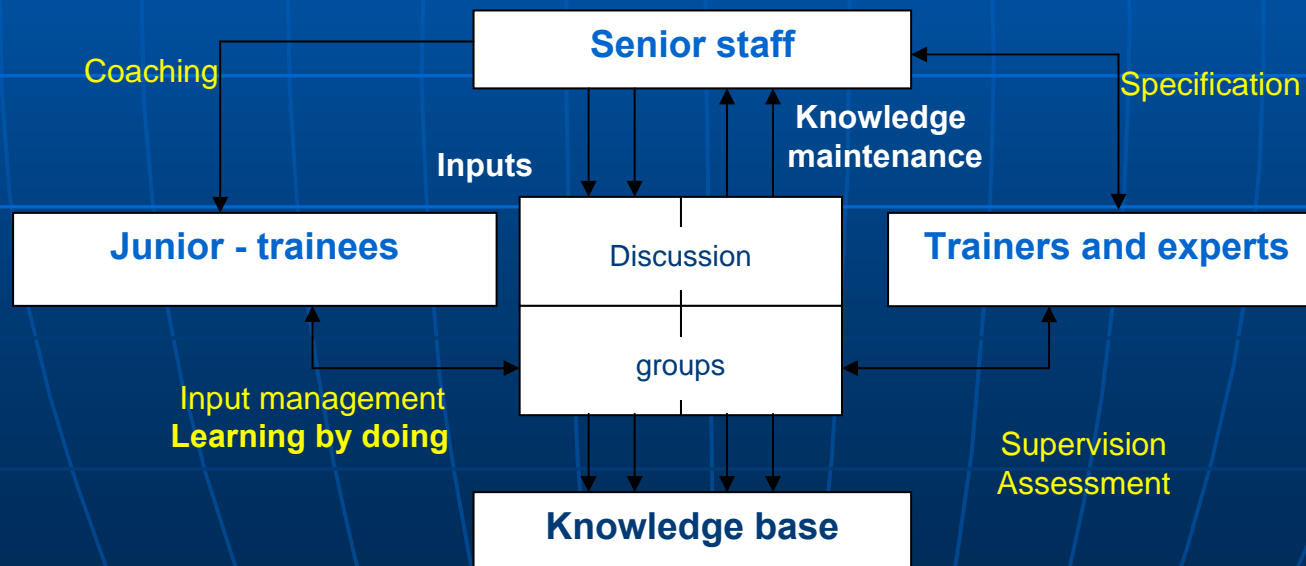 Senior staff
Coaching
Specification
Knowledge
maintenance
Inputs
Junior - trainees
Discussion
Trainers and experts
groups
Input management
Learning by doing
Supervision
Assessment
Knowledge base